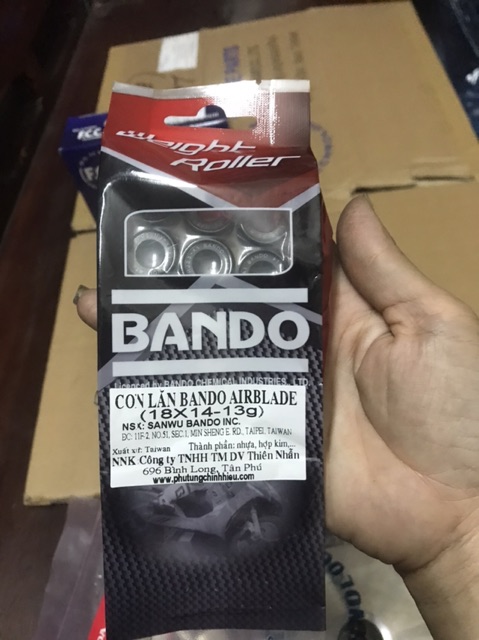 Weight
Roller
BANDO
Licensed by BANDO CHEMICAL INDUSTRIES., LTD
CON LĂN BANDO AIRBLADE
(18X14-13g)
NSX: SANWU BANDO INC.
ĐC: 11F-2, NO.51, SEC.1, MIN SHENG E. RD., TAIPEI, TAIWAN
Xuất xứ: Taiwan Thành phần: nhựa, hợp kim,...
NNK Công ty TNHH TM DV Thiên Nhẫn
696 Bình Long, Tân Phú
www.phutungchinhhieu.com